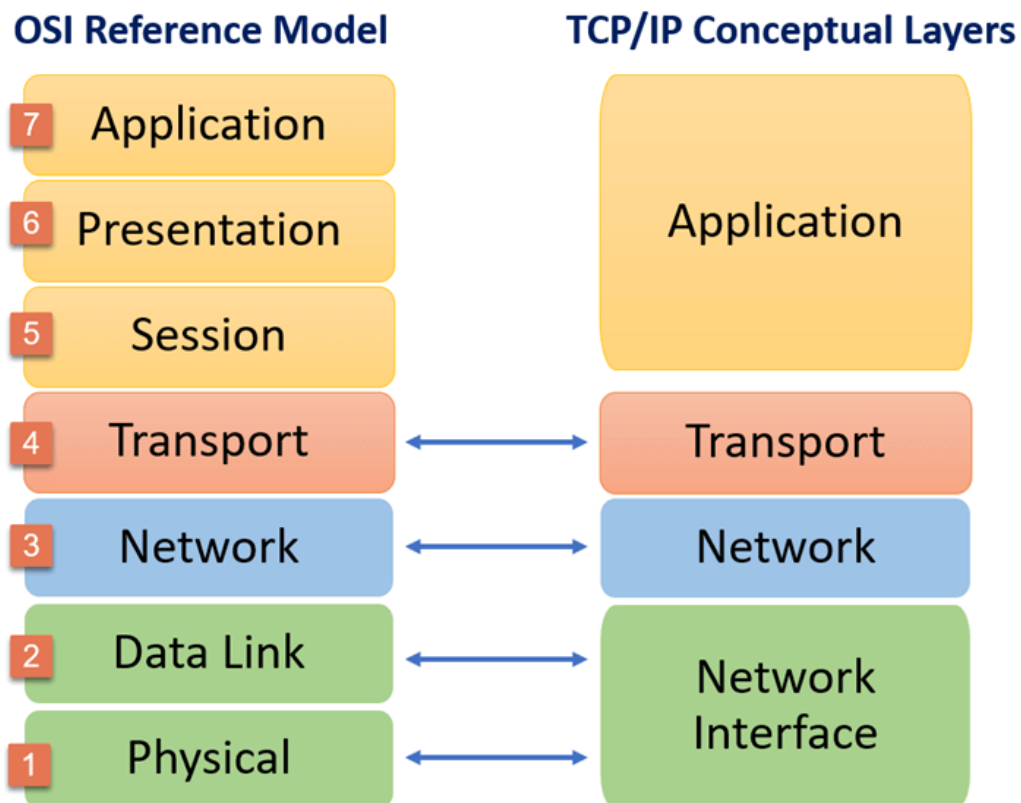 OSI Reference Model
TCP/IP Conceptual Layers
7
Application
6
Presentation
5
Session
Application
4
Transport
Transport
3
Network
Network
2
Data Link
1
Physical
Network
Interface